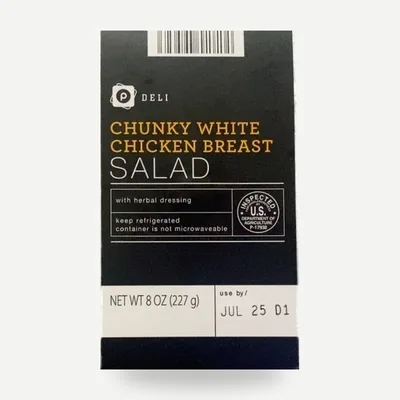 P DELI
CHUNKY WHITE
CHICKEN BREAST
SALAD
with herbal dressing
keep refrigerated
container is not microwaveable
INSPECTED
U.S.
DEPARTMENT OF
AGRICULTURE
P-17930
NET WT 8 OZ (227 g)
use by/
JUL 25 D1